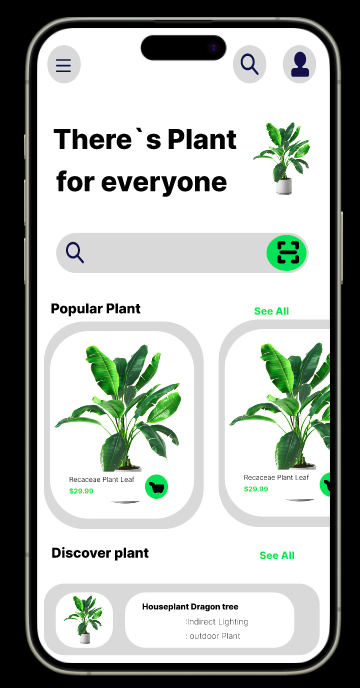 There`s Plant
for everyone
Popular Plant
See All
Recaceae Plant Leaf
$29.99
Recaceae Plant Leaf
$29.99
Discover plant
See All
Houseplant Dragon tree
:Indirect Lighting
: outdoor Plant